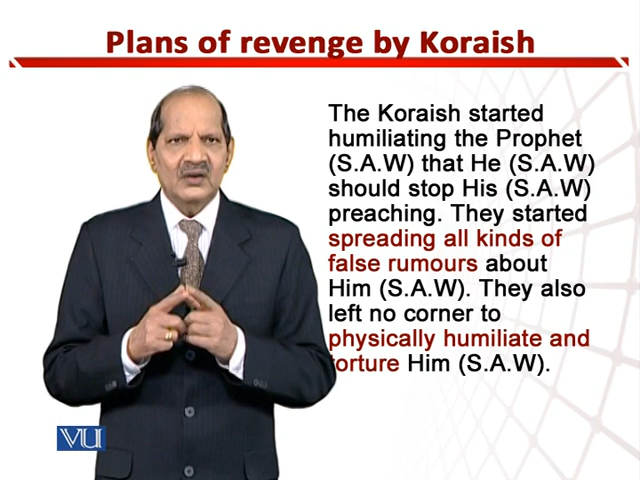 Plans of revenge by Koraish
The Koraish started
humiliating the Prophet
(S.A.W) that He (S.A.W)
should stop His (S.A.W)
preaching. They started
spreading all kinds of
false rumours about
Him (S.A.W). They also
left no corner to
physically humiliate and
torture Him (S.A.W).
VU